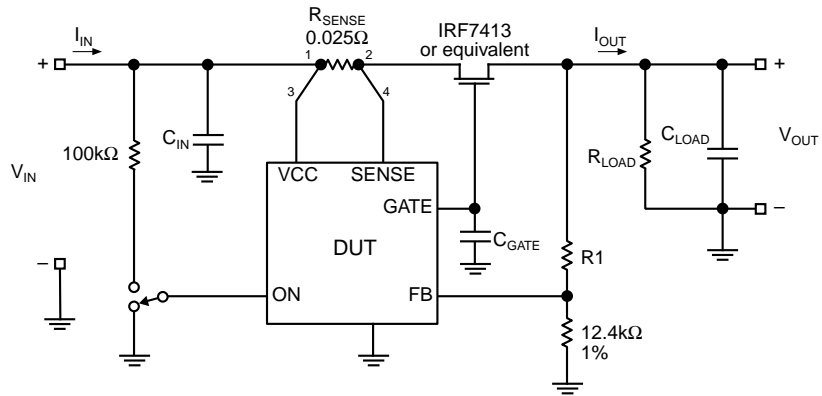 I_IN
R_SENSE
0.025Ω
IRF7413
or equivalent
I_OUT
+
1
2
+
3
4
C_IN
100kΩ
V_IN
VCC
SENSE
GATE
C_GATE
DUT
R_LOAD
C_LOAD
V_OUT
−
−
ON
FB
R1
12.4kΩ
1%